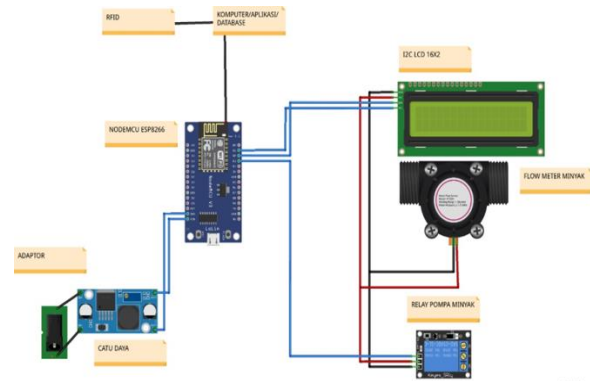 RFID
KOMPUTER/APLIKASI/
DATABASE
I2C LCD 16X2
NODEMCU ESP8266
FLOW METER MINYAK
ADAPTOR
RELAY POMPA MINYAK
CATU DAYA